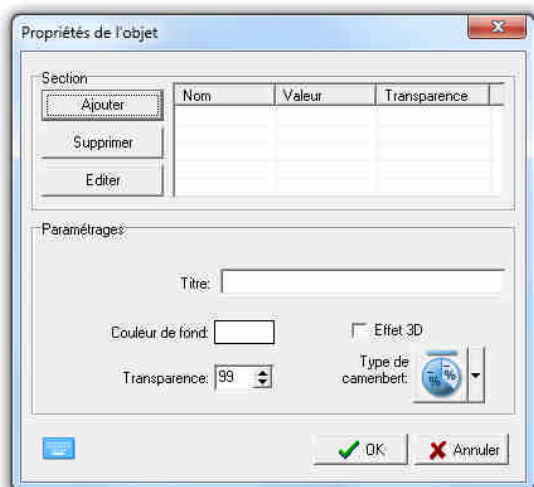 Propriétés de l'objet
Section
Ajouter
Supprimer
Editer
Nom Valeur Transparence
Paramétrages
Titre:
Couleur de fond:
Effet 3D
Transparence: 99
Type de
camenbert:
% %
OK
Annuler